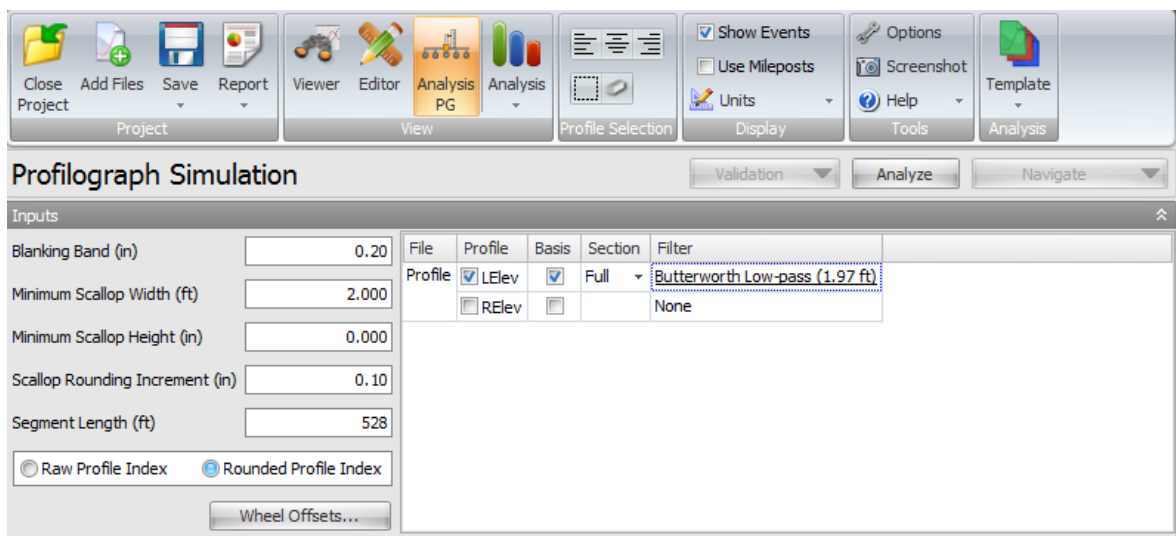 Close Project
Add Files
Save
Report
Viewer
Editor
Analysis PG
Analysis
Show Events
Use Mileposts
Units
Options
Screenshot
Help
Template
Project
View
Profile Selection
Display
Tools
Analysis
Profilograph Simulation
Validation
Analyze
Navigate
Inputs
Blanking Band (in) 0.20
Minimum Scallop Width (ft) 2.000
Minimum Scallop Height (in) 0.000
Scallop Rounding Increment (in) 0.10
Segment Length (ft) 528
Raw Profile Index Rounded Profile Index
Wheel Offsets...
File Profile Basis Section Filter
Profile LElev Full Butterworth Low-pass (1.97 ft)
RElev None